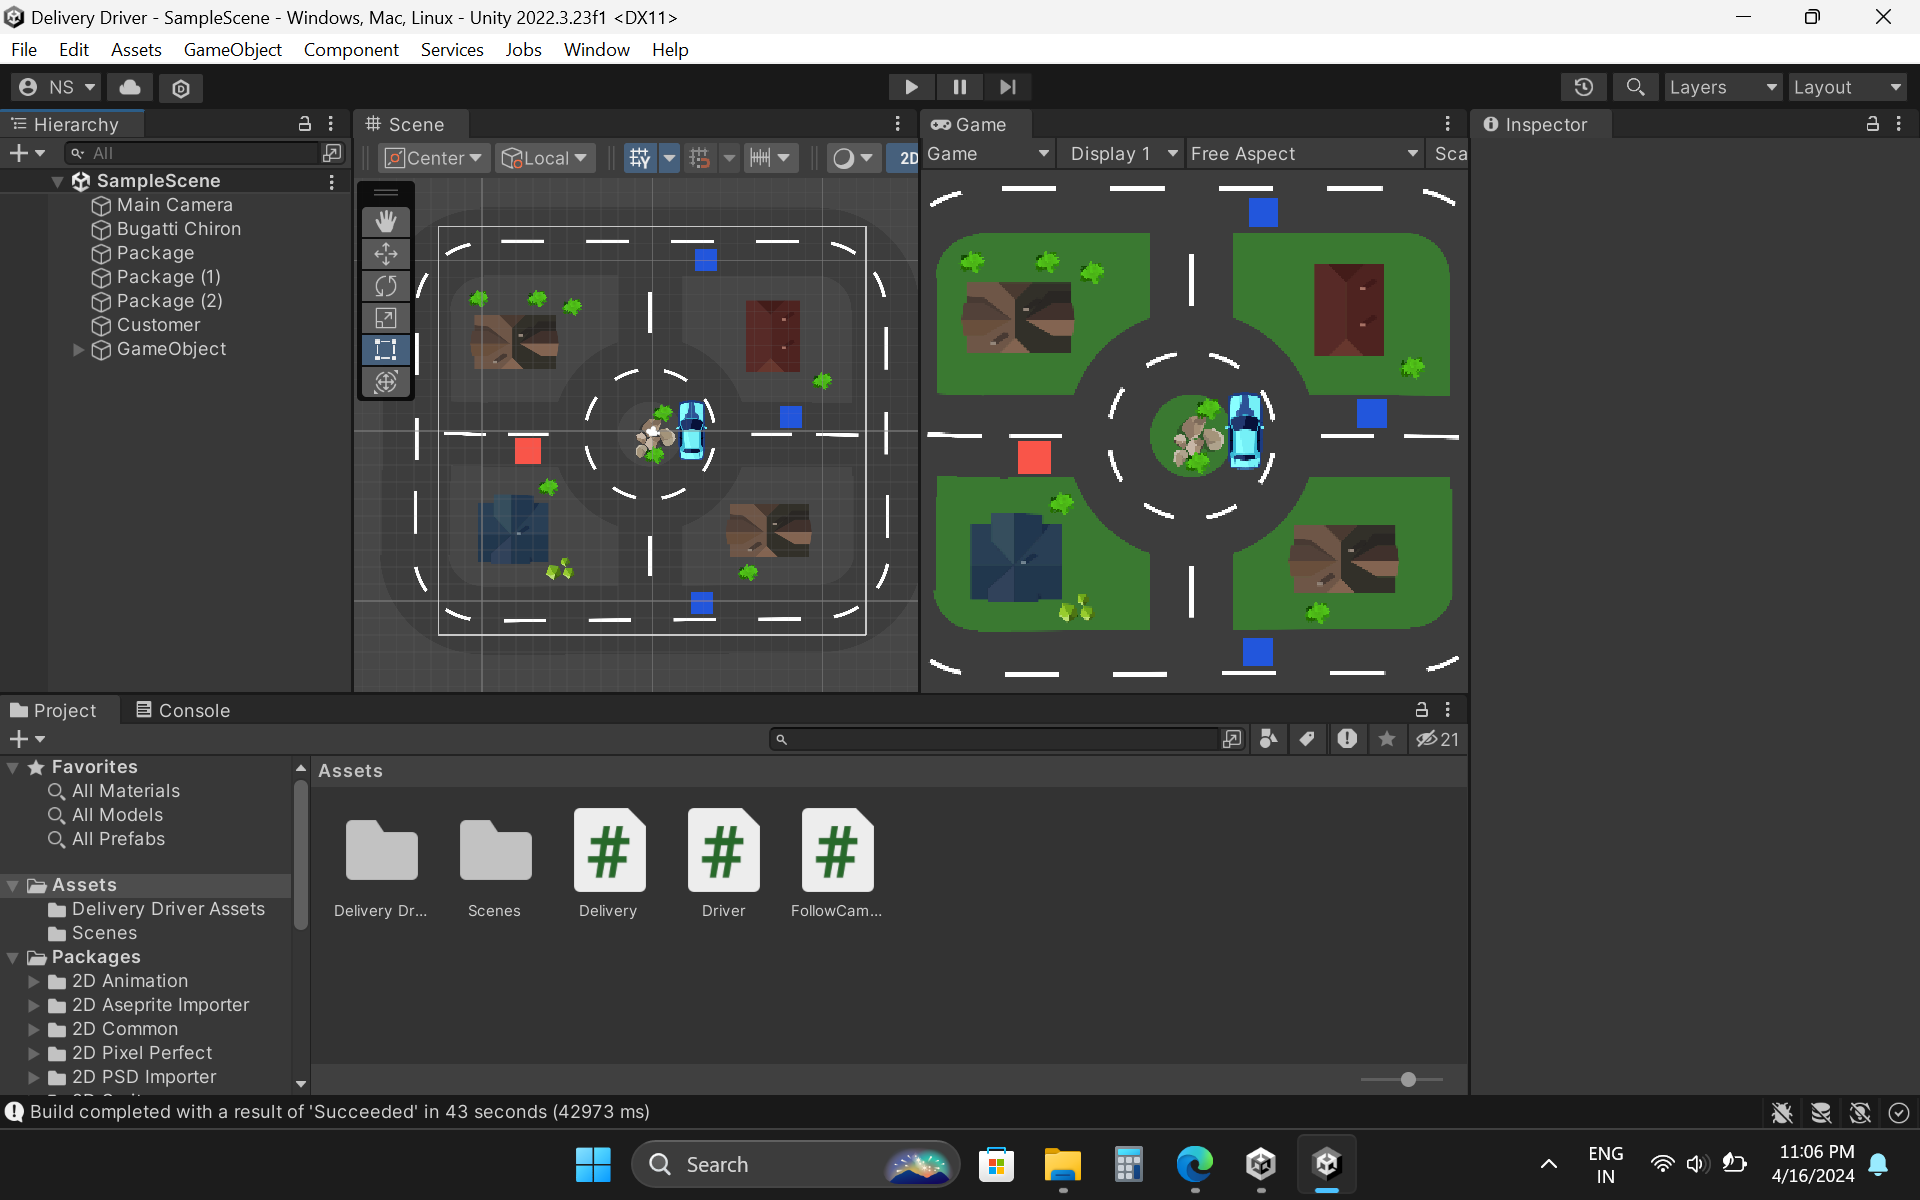 Delivery Driver - SampleScene - Windows, Mac, Linux - Unity 2022.3.23f1 <DX11>
File Edit Assets GameObject Component Services Jobs Window Help
NS
Layers
Layout
Hierarchy
Scene
Game
Inspector
All
Center
Local
2D
Game
Display 1
Free Aspect
Sca
SampleScene
Main Camera
Bugatti Chiron
Package
Package (1)
Package (2)
Customer
GameObject
Project
Console
21
Favorites
All Materials
All Models
All Prefabs
Assets
Delivery Driver Assets
Scenes
Packages
2D Animation
2D Aseprite Importer
2D Common
2D Pixel Perfect
2D PSD Importer
Assets
Delivery Dr...
Scenes
Delivery
Driver
FollowCam...
Build completed with a result of 'Succeeded' in 43 seconds (42973 ms)
Search
ENG
IN
11:06 PM
4/16/2024